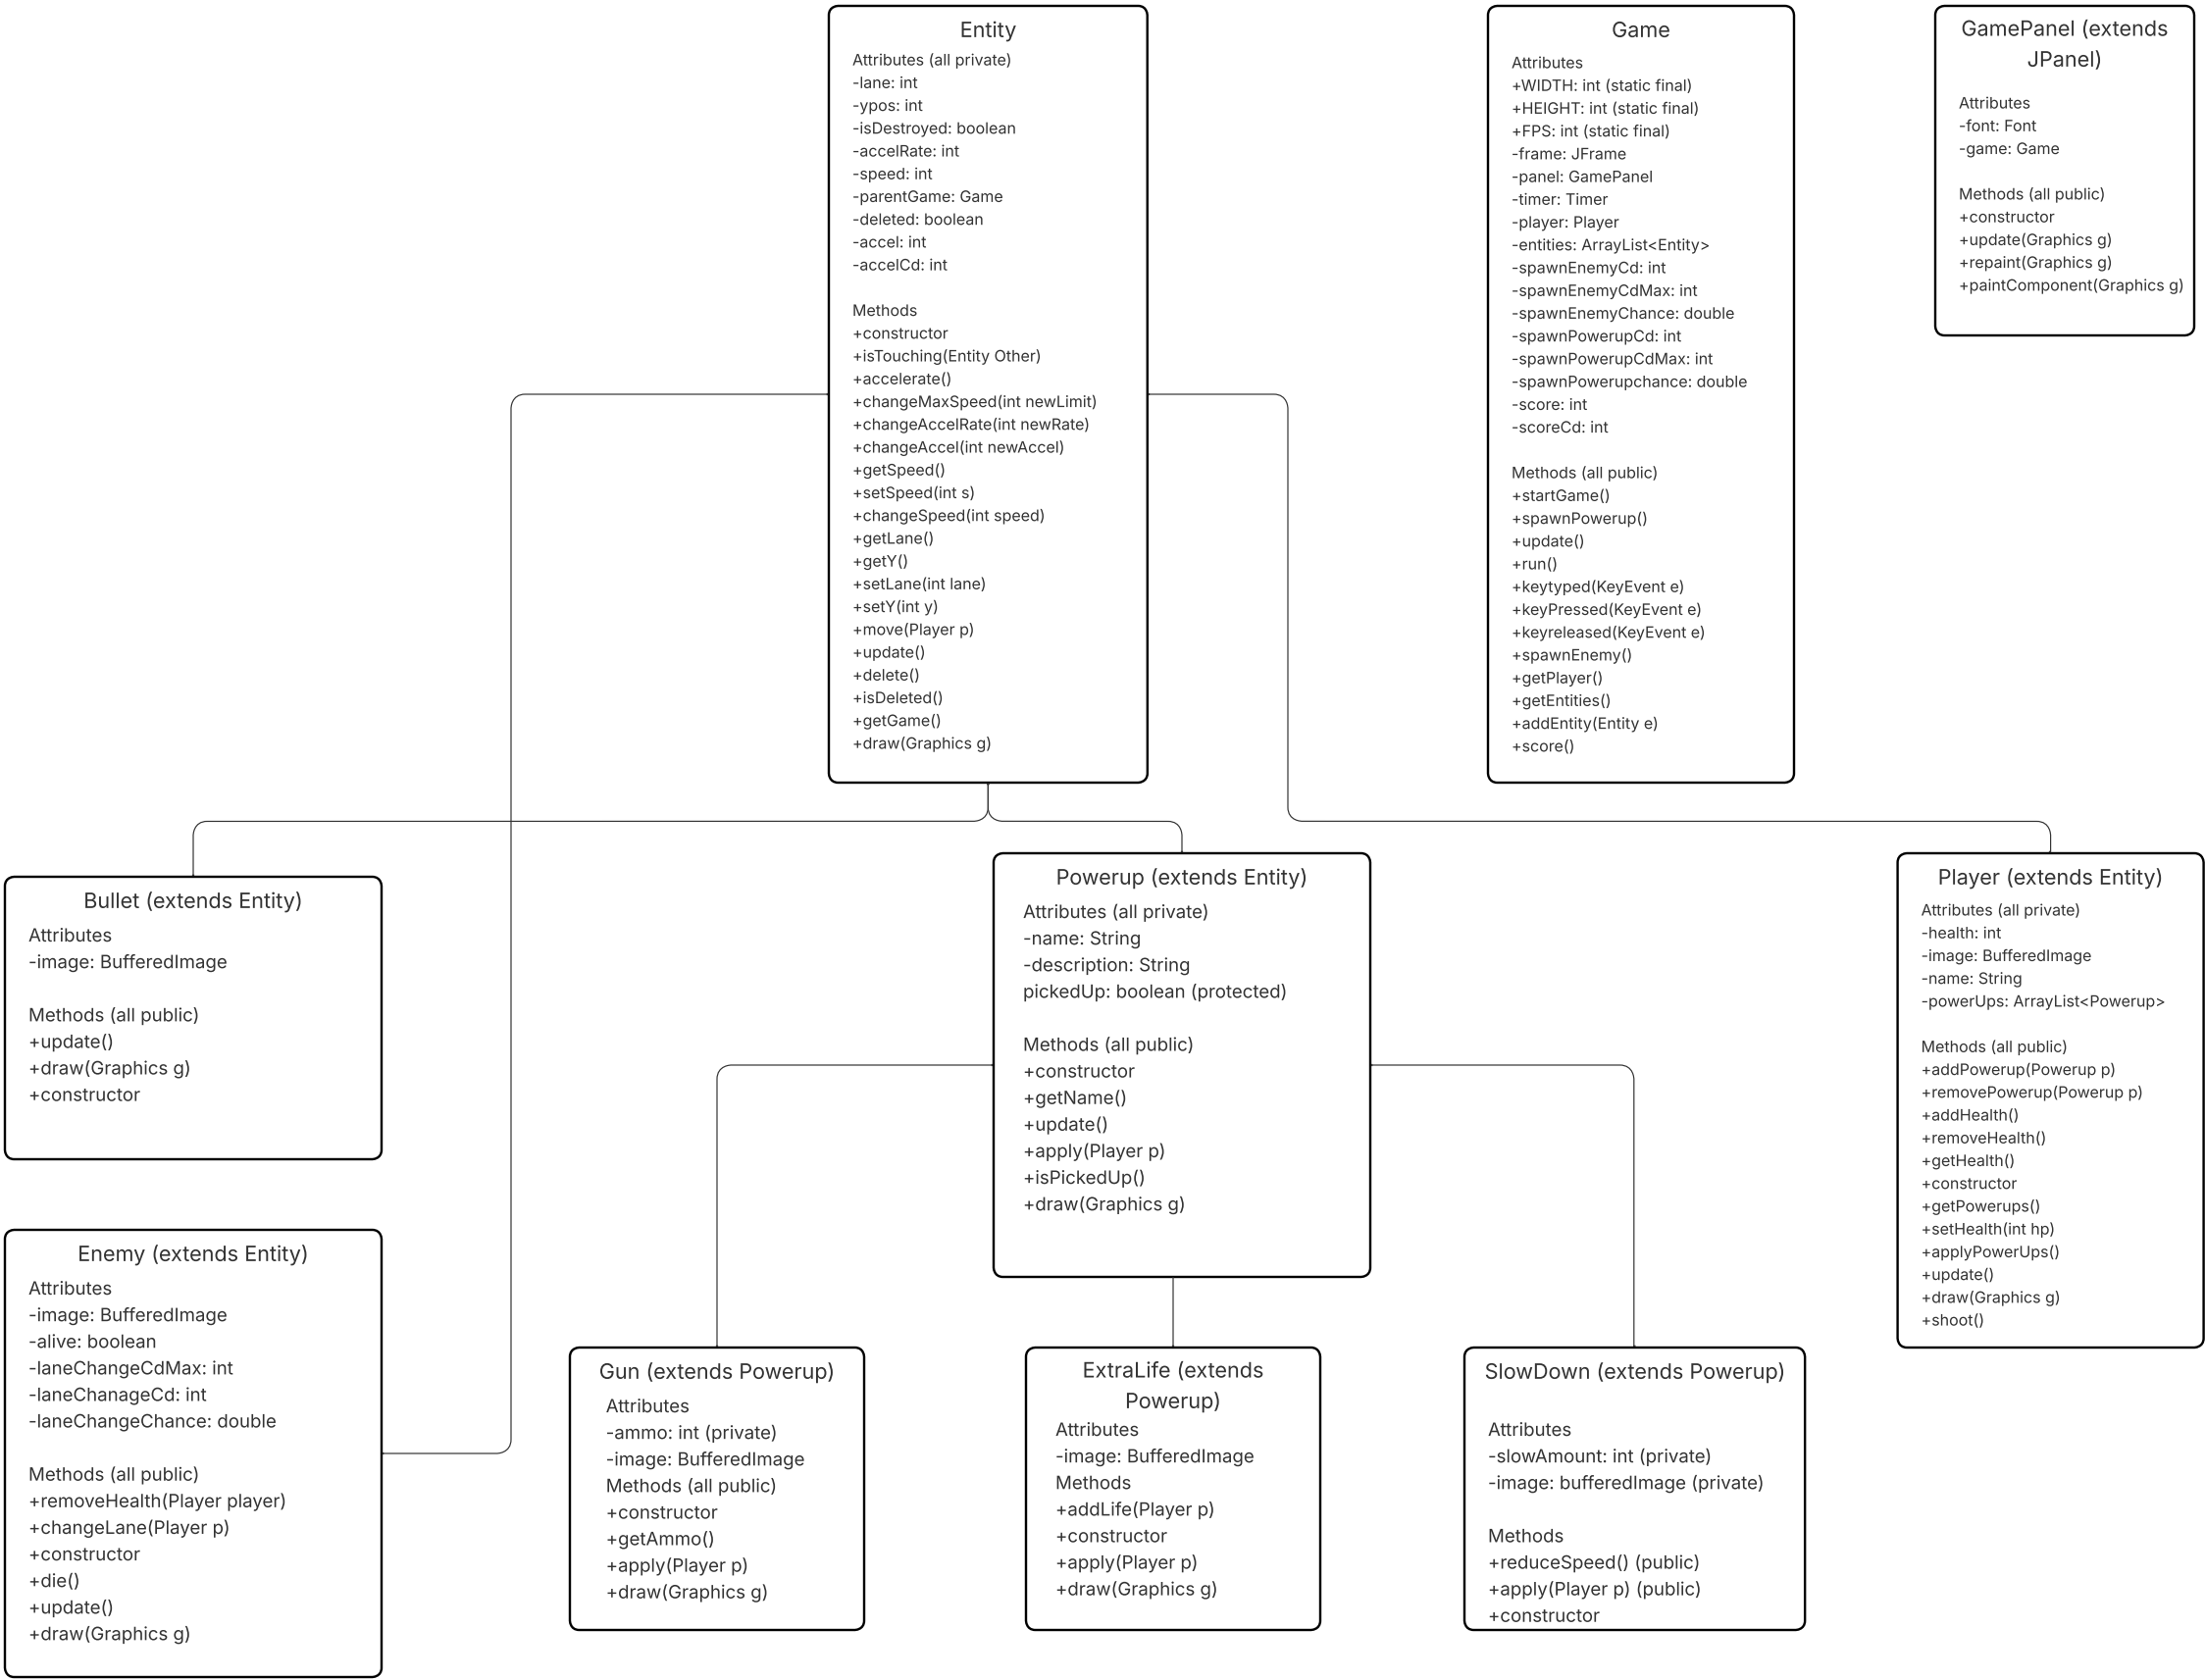 Entity
Attributes (all private)
-lane: int
-ypos: int
-isDestroyed: boolean
-accelRate: int
-speed: int
-parentGame: Game
-deleted: boolean
-accel: int
-accelCd: int
Methods
+constructor
+isTouching(Entity Other)
+accelerate()
+changeMaxSpeed(int newLimit)
+changeAccelRate(int newRate)
+changeAccel(int newAccel)
+getSpeed()
+setSpeed(int s)
+changeSpeed(int speed)
+getLane()
+getY()
+setLane(int lane)
+setY(int y)
+move(Player p)
+update()
+delete()
+isDeleted()
+getGame()
+draw(Graphics g)
Game
Attributes
+WIDTH: int (static final)
+HEIGHT: int (static final)
+FPS: int (static final)
-frame: JFrame
-panel: GamePanel
-timer: Timer
-player: Player
-entities: ArrayList<Entity>
-spawnEnemyCd: int
-spawnEnemyCdMax: int
-spawnEnemyChance: double
-spawnPowerupCd: int
-spawnPowerupCdMax: int
-spawnPowerupchance: double
-score: int
-scoreCd: int
Methods (all public)
+startGame()
+spawnPowerup()
+update()
+run()
+keytyped(KeyEvent e)
+keyPressed(KeyEvent e)
+keyreleased(KeyEvent e)
+spawnEnemy()
+getPlayer()
+getEntities()
+addEntity(Entity e)
+score()
GamePanel (extends
JPanel)
Attributes
-font: Font
-game: Game
Methods (all public)
+constructor
+update(Graphics g)
+repaint(Graphics g)
+paintComponent(Graphics g)
Bullet (extends Entity)
Attributes
-image: BufferedImage
Methods (all public)
+update()
+draw(Graphics g)
+constructor
Powerup (extends Entity)
Attributes (all private)
-name: String
-description: String
pickedUp: boolean (protected)
Methods (all public)
+constructor
+getName()
+update()
+apply(Player p)
+isPickedUp()
+draw(Graphics g)
Player (extends Entity)
Attributes (all private)
-health: int
-image: BufferedImage
-name: String
-powerUps: ArrayList<Powerup>
Methods (all public)
+addPowerup(Powerup p)
+removePowerup(Powerup p)
+addHealth()
+removeHealth()
+getHealth()
+constructor
+getPowerups()
+setHealth(int hp)
+applyPowerUps()
+update()
+draw(Graphics g)
+shoot()
Enemy (extends Entity)
Attributes
-image: BufferedImage
-alive: boolean
-laneChangeCdMax: int
-laneChanageCd: int
-laneChangeChance: double
Methods (all public)
+removeHealth(Player player)
+changeLane(Player p)
+constructor
+die()
+update()
+draw(Graphics g)
Gun (extends Powerup)
Attributes
-ammo: int (private)
-image: BufferedImage
Methods (all public)
+constructor
+getAmmo()
+apply(Player p)
+draw(Graphics g)
ExtraLife (extends
Powerup)
Attributes
-image: BufferedImage
Methods
+addLife(Player p)
+constructor
+apply(Player p)
+draw(Graphics g)
SlowDown (extends Powerup)
Attributes
-slowAmount: int (private)
-image: bufferedImage (private)
Methods
+reduceSpeed() (public)
+apply(Player p) (public)
+constructor